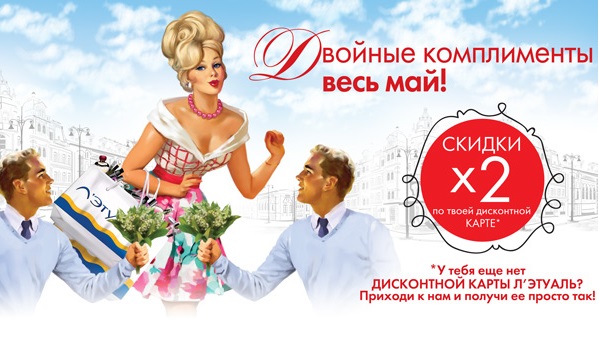 Двойные комплименты
весь май!
СКИДКИ
x2
по твоей дисконтной
КАРТЕ*
*У тебя еще нет
ДИСКОНТНОЙ КАРТЫ Л'ЭТУАЛЬ?
Приходи к нам и получи ее просто так!